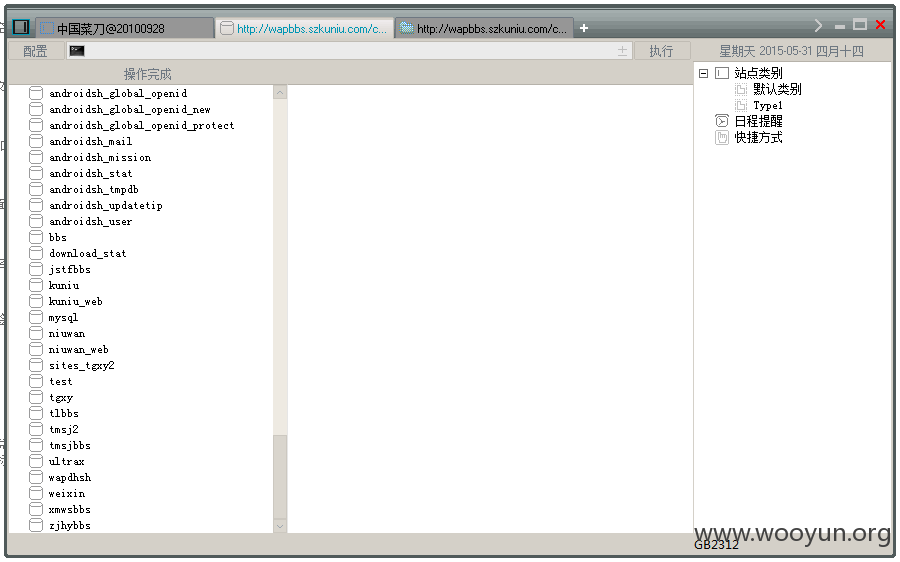 中国菜刀@20100928
http://wapbbs.szkuniu.com/c...
http://wapbbs.szkuniu.com/c...
配置
执行
星期天 2015-05-31 四月十四
操作完成
androidsh_global_openid
androidsh_global_openid_new
androidsh_global_openid_protect
androidsh_mail
androidsh_mission
androidsh_stat
androidsh_tmpdb
androidsh_updatetip
androidsh_user
bbs
download_stat
jstfbbs
kuniu
kuniu_web
mysql
niuwan
niuwan_web
sites_tgxy2
test
tgxy
tlbbs
tmsj2
tmsjbbs
ultrax
wapdhsh
weixin
xmwsbbs
zjhybbs
站点类别
默认类别
Type1
日程提醒
快捷方式
www.wooyun.org
GB2312